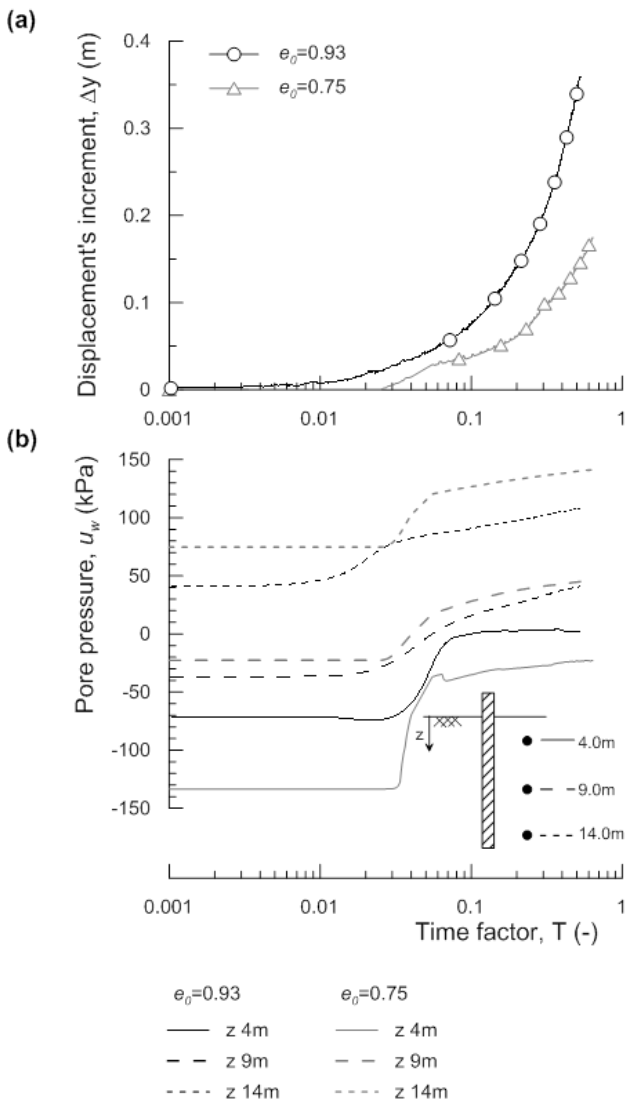 (a)
Displacement's increment, Δy (m)
0.4
0.3
0.2
0.1
0
e₀=0.93
e₀=0.75
0.001 0.01 0.1 1
(b)
Pore pressure, u_w (kPa)
150
100
50
0
-50
-100
-150
z
4.0m
9.0m
14.0m
0.001 0.01 0.1 1
Time factor, T (-)
e₀=0.93 e₀=0.75
z 4m z 4m
z 9m z 9m
z 14m z 14m